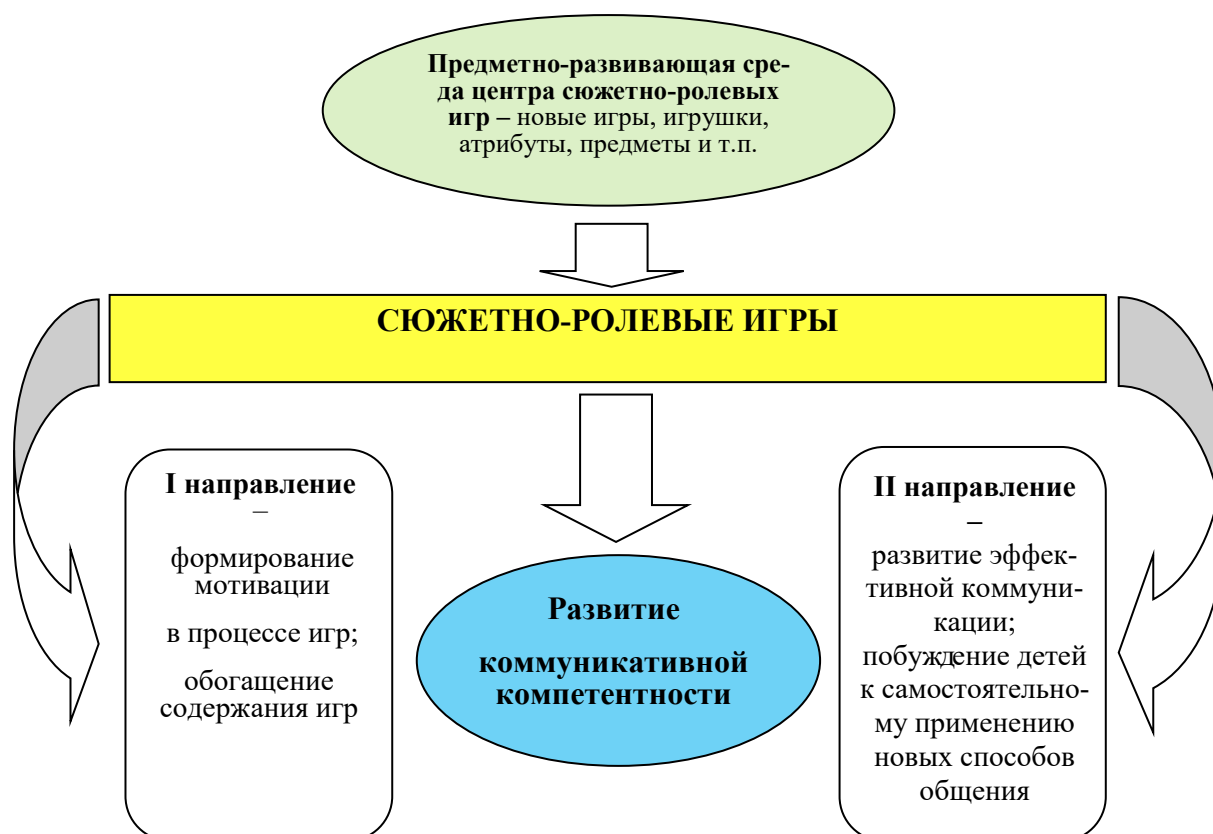 Предметно-развивающая сре-
да центра сюжетно-ролевых
игр – новые игры, игрушки,
атрибуты, предметы и т.п.
СЮЖЕТНО-РОЛЕВЫЕ ИГРЫ
I направление
–
формирование
мотивации
в процессе игр;
обогащение
содержания игр
Развитие
коммуникативной
компетентности
II направление
–
развитие эффек-
тивной коммуни-
кации;
побуждение детей
к самостоятельно-
му применению
новых способов
общения